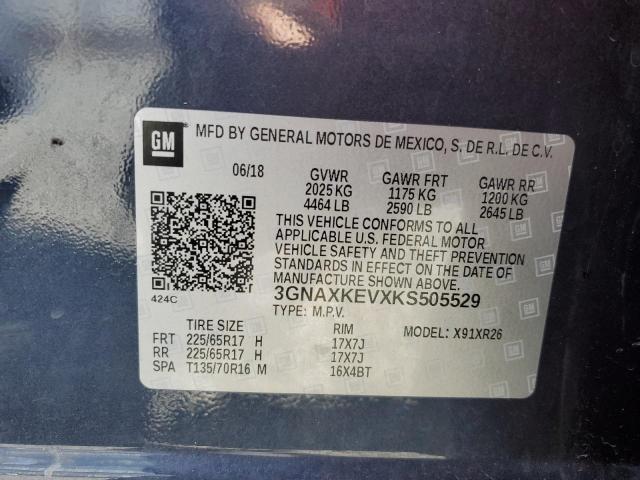 GM MFD BY GENERAL MOTORS DE MEXICO, S. DE R.L. DE C.V.
06/18 GVWR GAWR FRT GAWR RR
2025 KG 1175 KG 1200 KG
4464 LB 2590 LB 2645 LB
THIS VEHICLE CONFORMS TO ALL
APPLICABLE U.S. FEDERAL MOTOR
VEHICLE SAFETY AND THEFT PREVENTION
STANDARDS IN EFFECT ON THE DATE OF
MANUFACTURE SHOWN ABOVE.
424C 3GNAXKEVXKS505529
TYPE: M.P.V. MODEL: X91XR26
TIRE SIZE RIM
FRT 225/65R17 H 17X7J
RR 225/65R17 H 17X7J
SPA T135/70R16 M 16X4BT